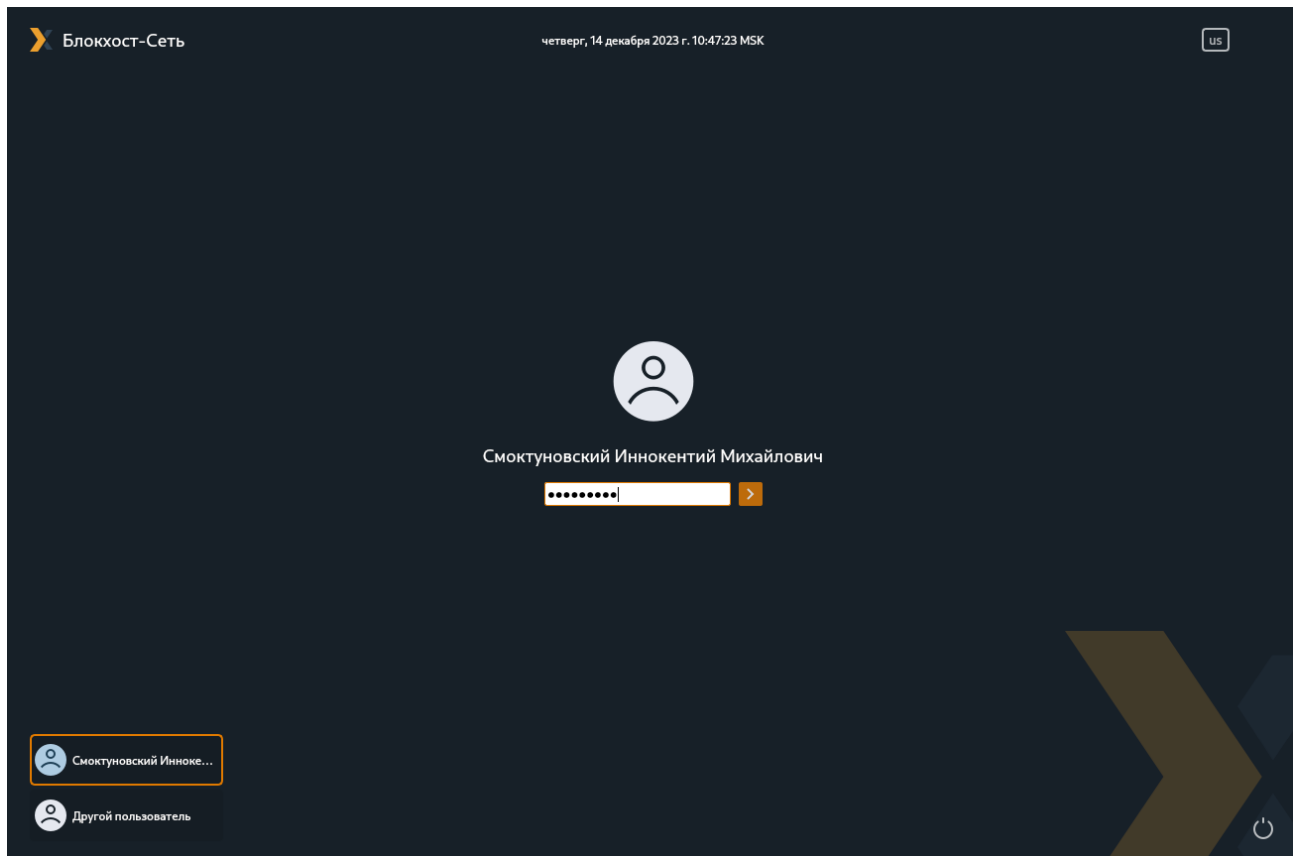 Блокхост-Сеть
четверг, 14 декабря 2023 г. 10:47:23 MSK
us
Смоктуновский Иннокентий Михайлович
•••••••••
Смоктуновский Инноке...
Другой пользователь